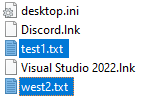 desktop.ini
Discord.lnk
test1.txt
Visual Studio 2022.lnk
west2.txt